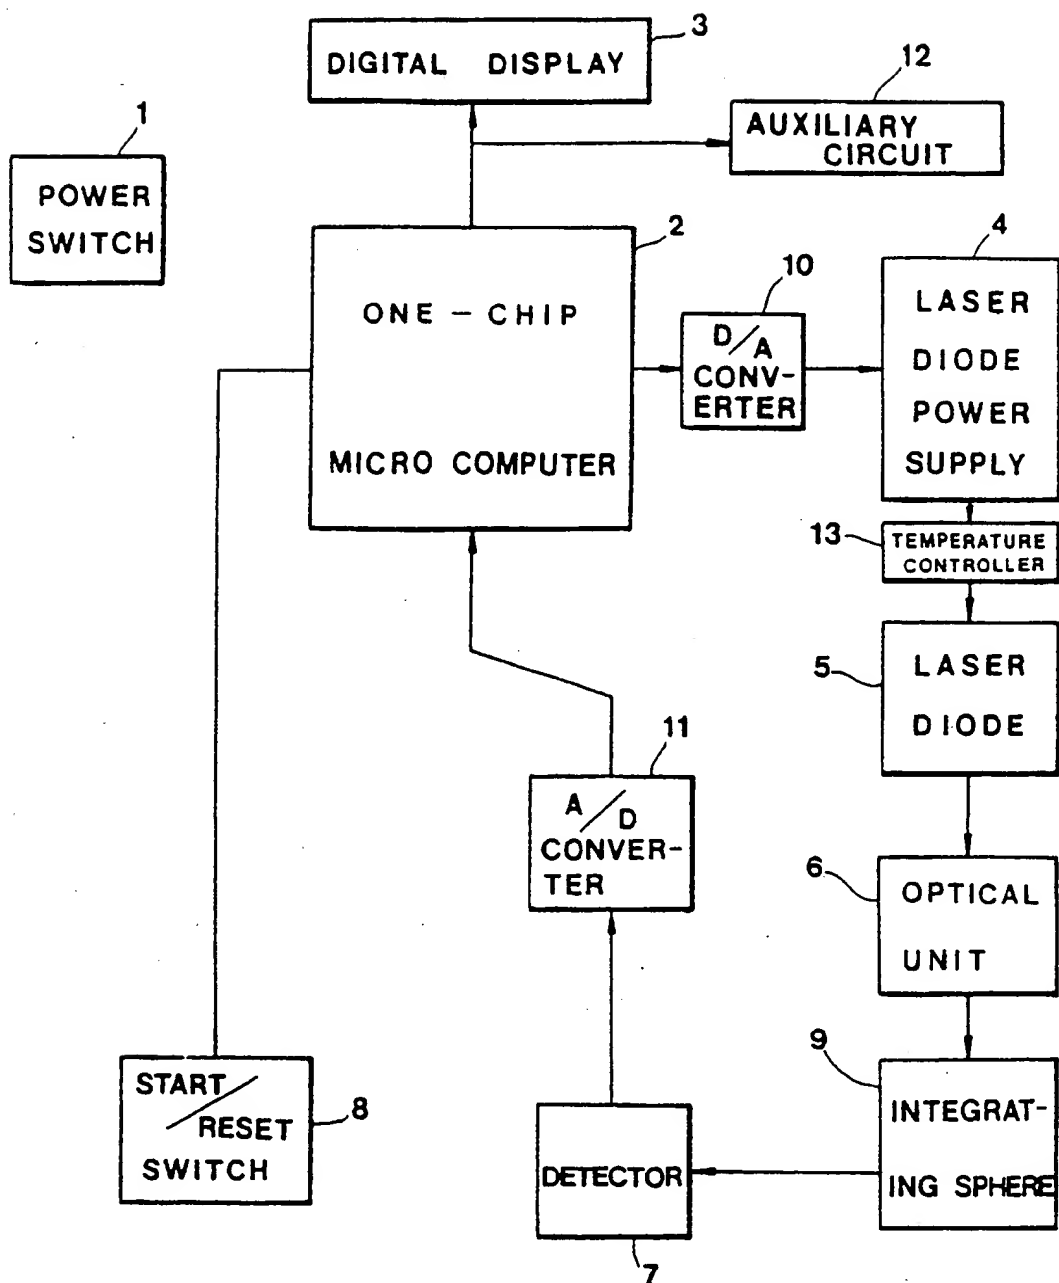 3
DIGITAL DISPLAY
12
AUXILIARY
CIRCUIT
1
POWER
SWITCH
2
ONE-CHIP
MICRO COMPUTER
10
D/A
CONV-
ERTER
4
LASER
DIODE
POWER
SUPPLY
13
TEMPERATURE
CONTROLLER
5
LASER
DIODE
11
A/D
CONVER-
TER
6
OPTICAL
UNIT
9
INTEGRAT-
ING SPHERE
START/
RESET
SWITCH
8
DETECTOR
7